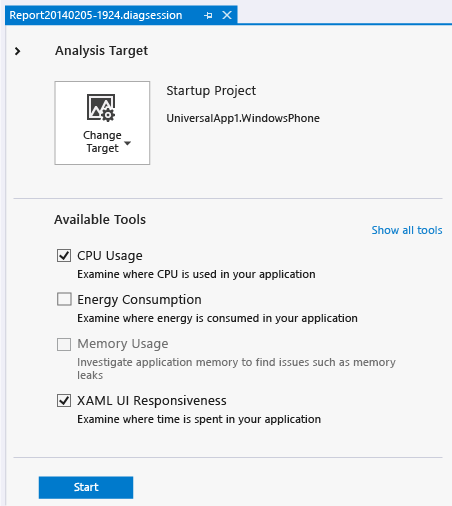 Report20140205-1924.diagsession
Analysis Target
Change
Target
Startup Project
UniversalApp1.WindowsPhone
Available Tools
Show all tools
CPU Usage
Examine where CPU is used in your application
Energy Consumption
Examine where energy is consumed in your application
Memory Usage
Investigate application memory to find issues such as memory
leaks
XAML UI Responsiveness
Examine where time is spent in your application
Start